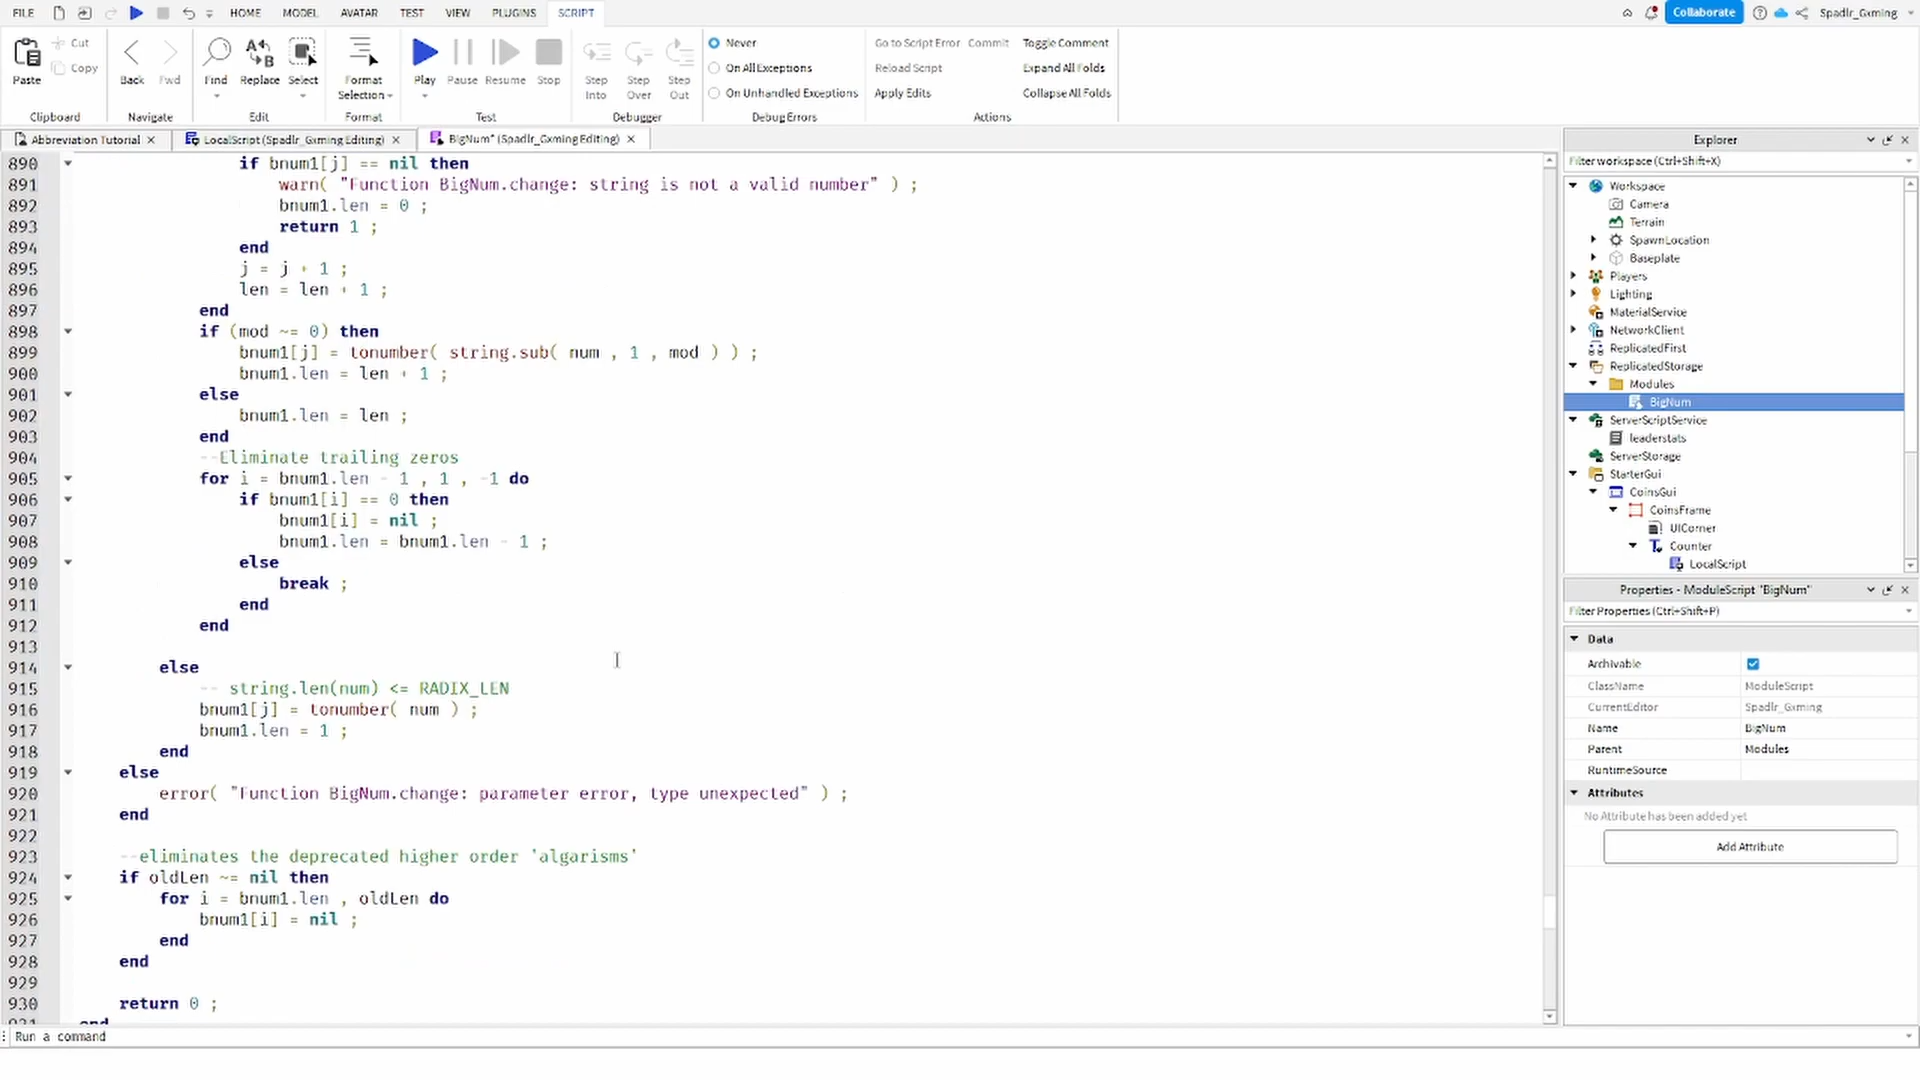 FILE HOME MODEL AVATAR TEST VIEW PLUGINS SCRIPT Collaborate Spadlr_Gxming
Paste Cut Copy Clipboard
Back Fwd Navigate
Find Replace Select Edit
Format Selection Format
Play Pause Resume Stop Test
Step Into Step Over Step Out Debugger
Never
On All Exceptions
On Unhandled Exceptions
Debug Errors
Go to Script Error Commit Toggle Comment
Reload Script Expand All Folds
Apply Edits Collapse All Folds
Actions
Abbreviation Tutorial LocalScript (Spadlr_Gxming Editing) BigNum* (Spadlr_Gxming Editing)
890 if bnum1[j] == nil then
891 warn( "Function BigNum.change: string is not a valid number" ) ;
892 bnum1.len = 0 ;
893 return 1 ;
894 end
895 j = j + 1 ;
896 len = len + 1 ;
897 end
898 if (mod ~= 0) then
899 bnum1[j] = tonumber( string.sub( num , 1 , mod ) ) ;
900 bnum1.len = len + 1 ;
901 else
902 bnum1.len = len ;
903 end
904 --Eliminate trailing zeros
905 for i = bnum1.len - 1 , 1 , -1 do
906 if bnum1[i] == 0 then
907 bnum1[i] = nil ;
908 bnum1.len = bnum1.len - 1 ;
909 else
910 break ;
911 end
912 end
913
914 else
915 -- string.len(num) <= RADIX_LEN
916 bnum1[j] = tonumber( num ) ;
917 bnum1.len = 1 ;
918 end
919 else
920 error( "Function BigNum.change: parameter error, type unexpected" ) ;
921 end
922
923 --eliminates the deprecated higher order 'algarisms'
924 if oldLen ~= nil then
925 for i = bnum1.len , oldLen do
926 bnum1[i] = nil ;
927 end
928 end
929
930 return 0 ;
931 end
Run a command
Explorer
Filter workspace (Ctrl+Shift+X)
Workspace
Camera
Terrain
SpawnLocation
Baseplate
Players
Lighting
MaterialService
NetworkClient
ReplicatedFirst
ReplicatedStorage
Modules
BigNum
ServerScriptService
leaderstats
ServerStorage
StarterGui
CoinsGui
CoinsFrame
UICorner
Counter
LocalScript
Properties - ModuleScript "BigNum"
Filter Properties (Ctrl+Shift+P)
Data
Archivable
ClassName ModuleScript
CurrentEditor Spadlr_Gxming
Name BigNum
Parent Modules
RuntimeSource
Attributes
No Attribute has been added yet
Add Attribute